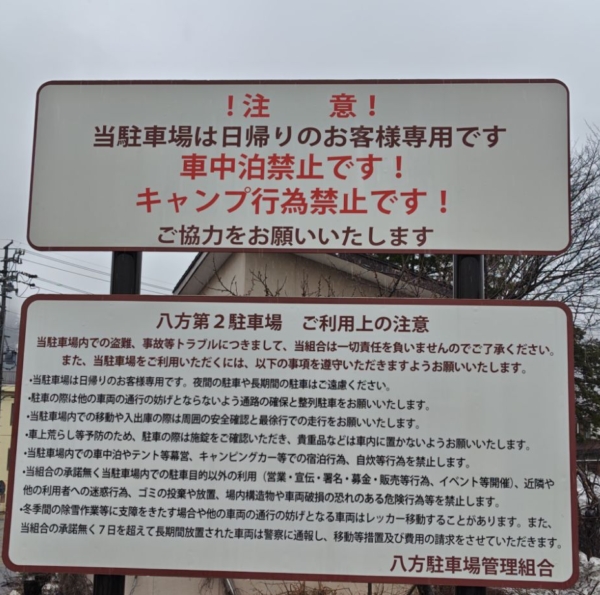 ！注　意！
当駐車場は日帰りのお客様専用です
車中泊禁止です！
キャンプ行為禁止です！
ご協力をお願いいたします
八方第２駐車場　ご利用上の注意
当駐車場内での盗難、事故等トラブルにつきまして、当組合は一切責任を負いませんのでご了承ください。
また、当駐車場をご利用いただくには、以下の事項を遵守いただきますようお願いいたします。
・当駐車場は日帰りのお客様専用です。夜間の駐車や長期間の駐車はご遠慮ください。
・駐車の際は他の車両の通行の妨げとならないよう通路の確保と整列駐車をお願いいたします。
・当駐車場内での移動や入出庫の際は周囲の安全確認と最徐行での走行をお願いいたします。
・車上荒らし等予防のため、駐車の際は施錠をご確認いただき、貴重品などは車内に置かないようお願いいたします。
・当駐車場内での車中泊やテント等幕営、キャンピングカー等での宿泊行為、自炊等行為を禁止します。
・当組合の承諾無く当駐車場内での駐車目的以外の利用（営業・宣伝・署名・募金・販売等行為、イベント等開催）、近隣や
他の利用者への迷惑行為、ゴミの投棄や放置、場内構造物や車両破損の恐れのある危険行為等を禁止します。
・冬季間の除雪作業等に支障をきたす場合や他の車両の通行の妨げとなる車両はレッカー移動することがあります。また、
当組合の承諾無く７日を超えて長期間放置された車両は警察に通報し、移動等措置及び費用の請求をさせていただきます。
八方駐車場管理組合